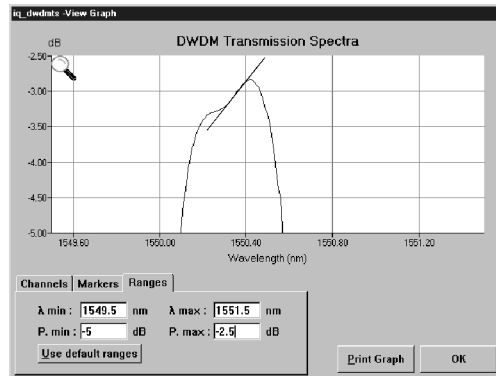 iq_dwdmts -View Graph
DWDM Transmission Spectra
dB
-2.50
-3.00
-3.50
-4.00
-4.50
-5.00
1549.60 1550.00 1550.40 1550.80 1551.20
Wavelength (nm)
Channels Markers Ranges
λ min : 1549.5 nm λ max : 1551.5 nm
P. min : -5 dB P. max : -2.5 dB
Use default ranges
Print Graph OK